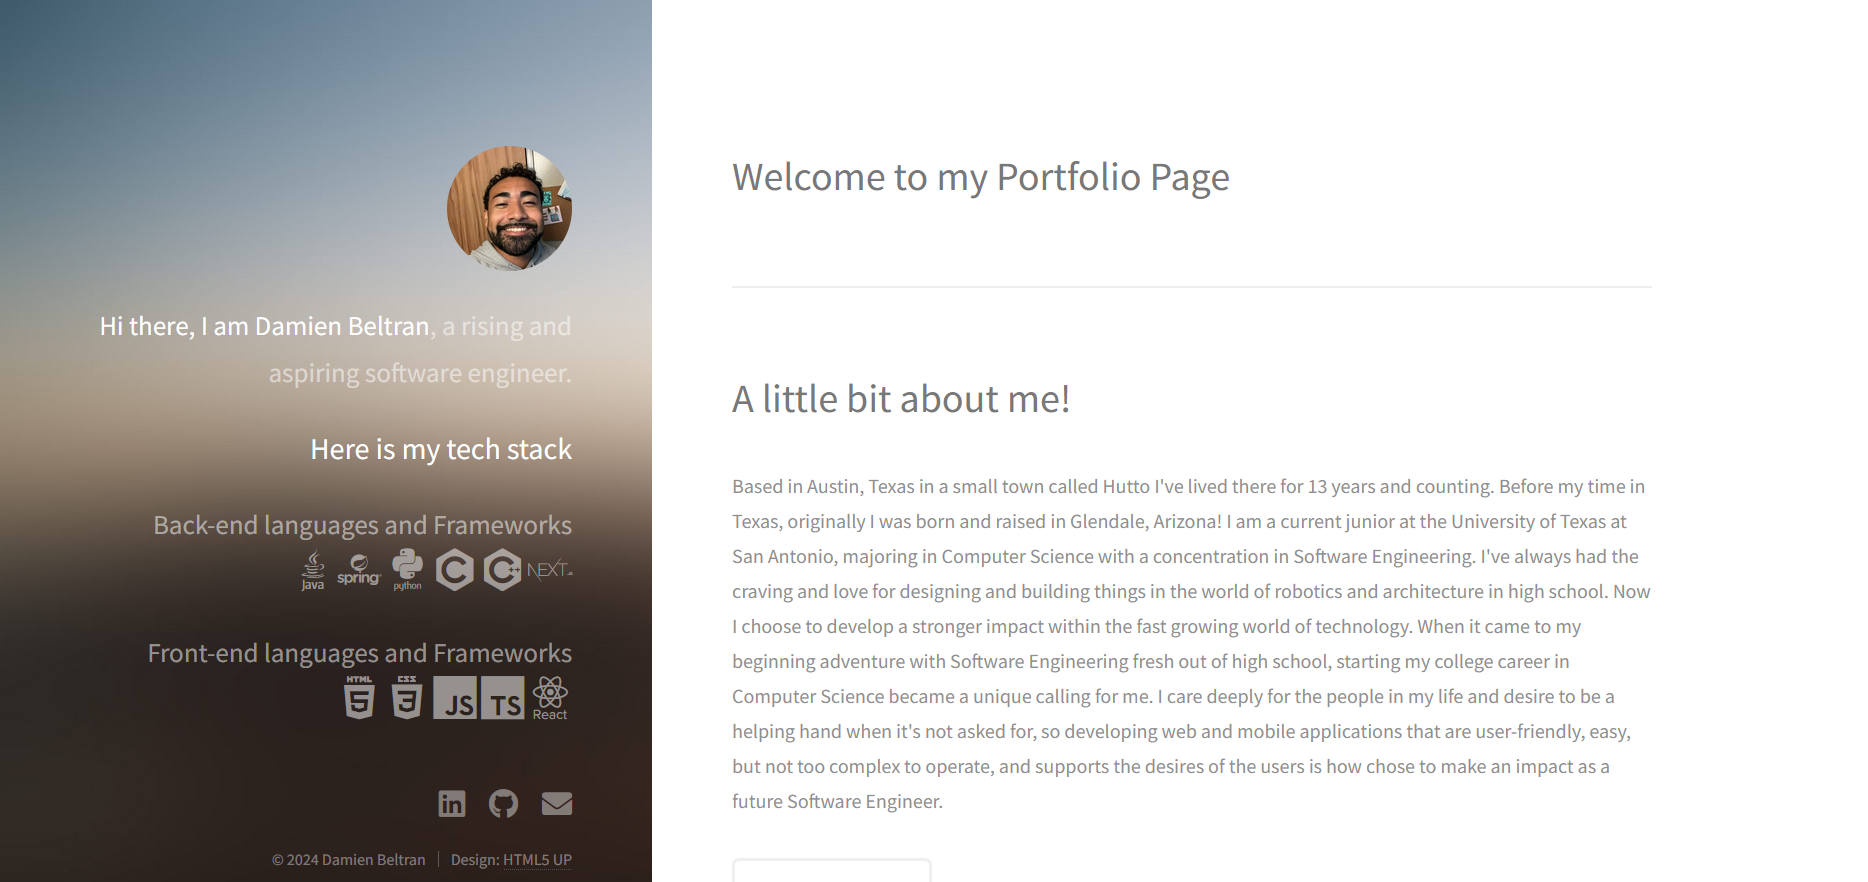 Hi there, I am Damien Beltran, a rising and
aspiring software engineer.
Here is my tech stack
Back-end languages and Frameworks
Java
spring
python
C
C++
NEXT.JS
Front-end languages and Frameworks
HTML
5
CSS
3
JS
TS
React
in
© 2024 Damien Beltran
Design: HTML5 UP
Welcome to my Portfolio Page
A little bit about me!
Based in Austin, Texas in a small town called Hutto I've lived there for 13 years and counting. Before my time in
Texas, originally I was born and raised in Glendale, Arizona! I am a current junior at the University of Texas at
San Antonio, majoring in Computer Science with a concentration in Software Engineering. I've always had the
craving and love for designing and building things in the world of robotics and architecture in high school. Now
I choose to develop a stronger impact within the fast growing world of technology. When it came to my
beginning adventure with Software Engineering fresh out of high school, starting my college career in
Computer Science became a unique calling for me. I care deeply for the people in my life and desire to be a
helping hand when it's not asked for, so developing web and mobile applications that are user-friendly, easy,
but not too complex to operate, and supports the desires of the users is how chose to make an impact as a
future Software Engineer.